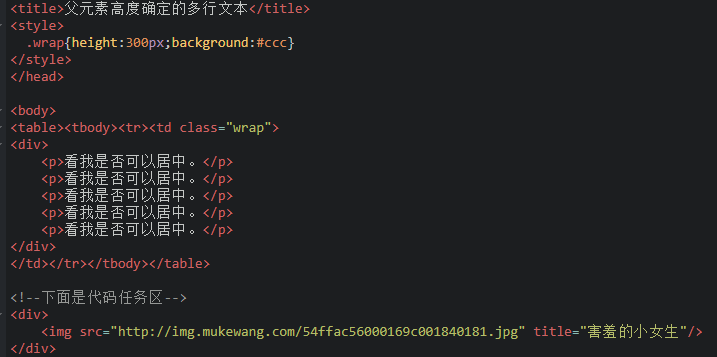 <title>父元素高度确定的多行文本</title>
<style>
  .wrap{height:300px;background:#ccc}
</style>
</head>

<body>
<table><tbody><tr><td class="wrap">
<div>
    <p>看我是否可以居中。</p>
    <p>看我是否可以居中。</p>
    <p>看我是否可以居中。</p>
    <p>看我是否可以居中。</p>
    <p>看我是否可以居中。</p>
</div>
</td></tr></tbody></table>

<!--下面是代码任务区-->
<div>
    <img src="http://img.mukewang.com/54ffac56000169c001840181.jpg" title="害羞的小女生"/>
</div>